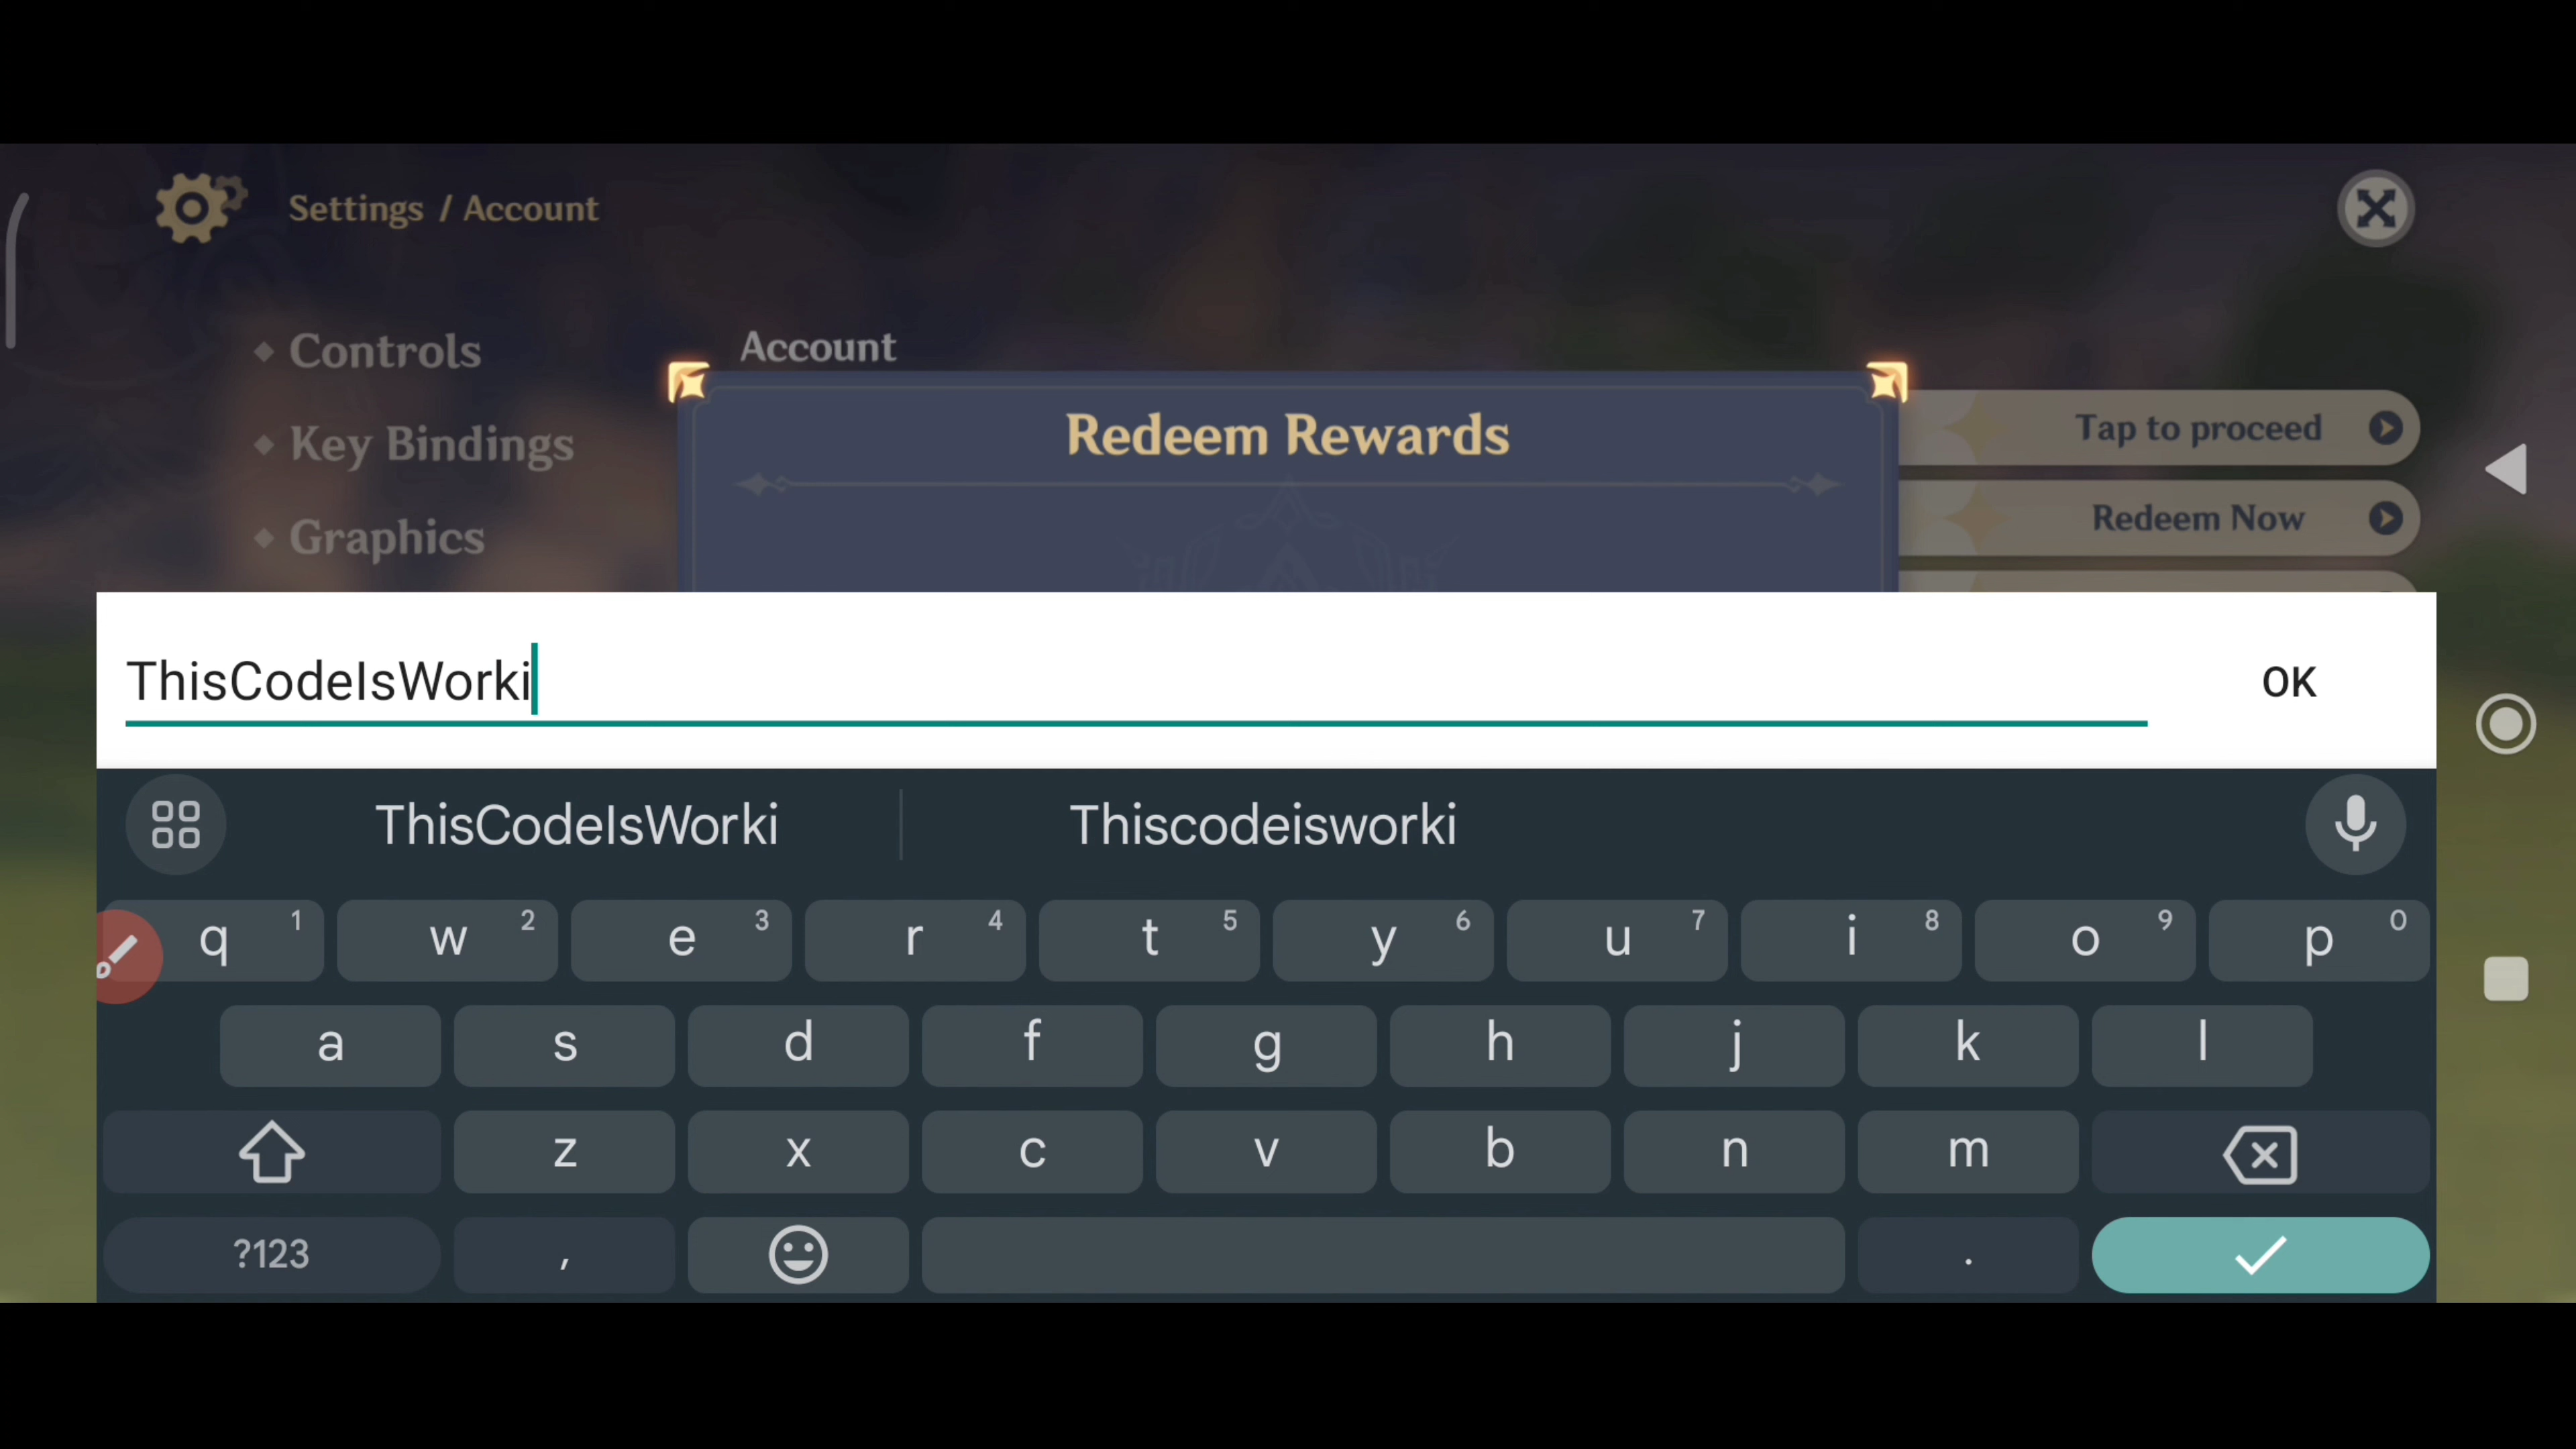 Settings / Account
Controls
Key Bindings
Graphics
Account
Redeem Rewards
Tap to proceed
Redeem Now
ThisCodeIsWorki
OK
ThisCodeIsWorki Thiscodeisworki
q 1 w 2 e 3 r 4 t 5 y 6 u 7 i 8 o 9 p 0
a s d f g h j k l
z x c v b n m
?123 , .